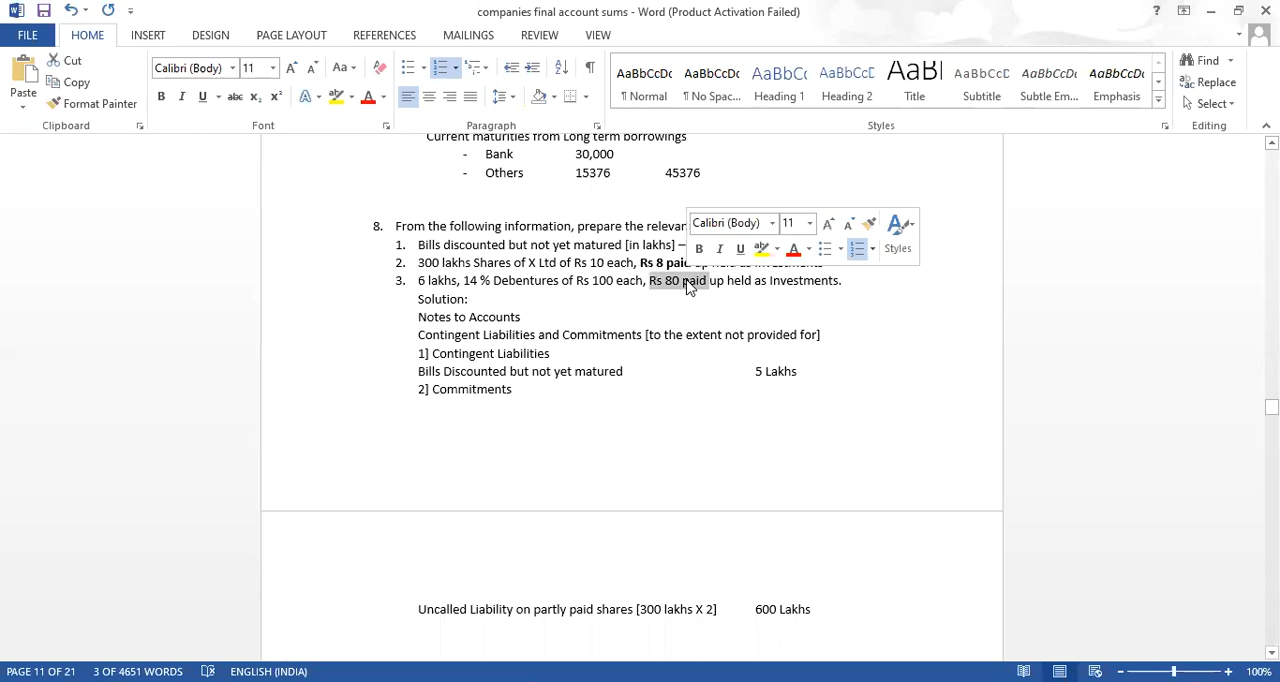 companies final account sums - Word (Product Activation Failed)
FILE HOME INSERT DESIGN PAGE LAYOUT REFERENCES MAILINGS REVIEW VIEW
Paste
Cut
Copy
Format Painter
Calibri (Body) 11
AaBbCcDc AaBbCcDc AaBbCc AaBbCcD AaBl AaBbCcD AaBbCcDc AaBbCcDc
¶ Normal ¶ No Spac... Heading 1 Heading 2 Title Subtitle Subtle Em... Emphasis
Find
Replace
Select
Clipboard Font Paragraph Styles Editing
Current maturities from Long term borrowings
- Bank 30,000
- Others 15376 45376
8. From the following information, prepare the relevant
1. Bills discounted but not yet matured [in lakhs] –
2. 300 lakhs Shares of X Ltd of Rs 10 each, Rs 8 paid up held as Investments
3. 6 lakhs, 14 % Debentures of Rs 100 each, Rs 80 paid up held as Investments.
Calibri (Body) 11
Styles
Solution:
Notes to Accounts
Contingent Liabilities and Commitments [to the extent not provided for]
1] Contingent Liabilities
Bills Discounted but not yet matured 5 Lakhs
2] Commitments
Uncalled Liability on partly paid shares [300 lakhs X 2] 600 Lakhs
PAGE 11 OF 21 3 OF 4651 WORDS ENGLISH (INDIA) 100%